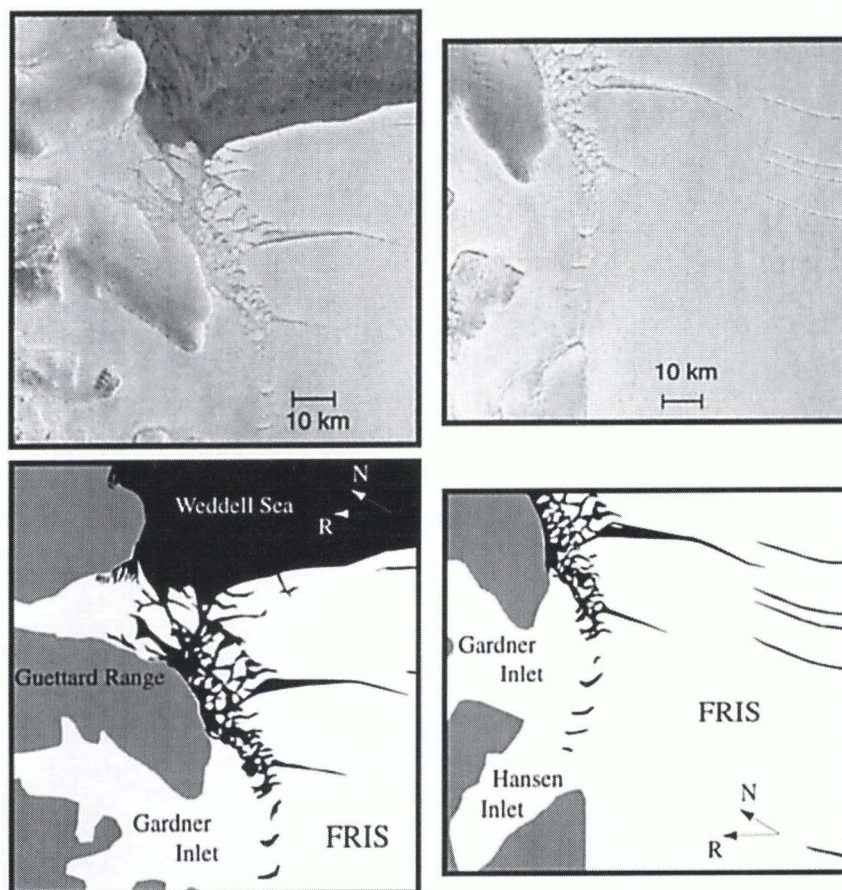 10 km
10 km
Weddell Sea
N
R
Guettard Range
Gardner
Inlet
FRIS
Gardner
Inlet
FRIS
Hansen
Inlet
N
R